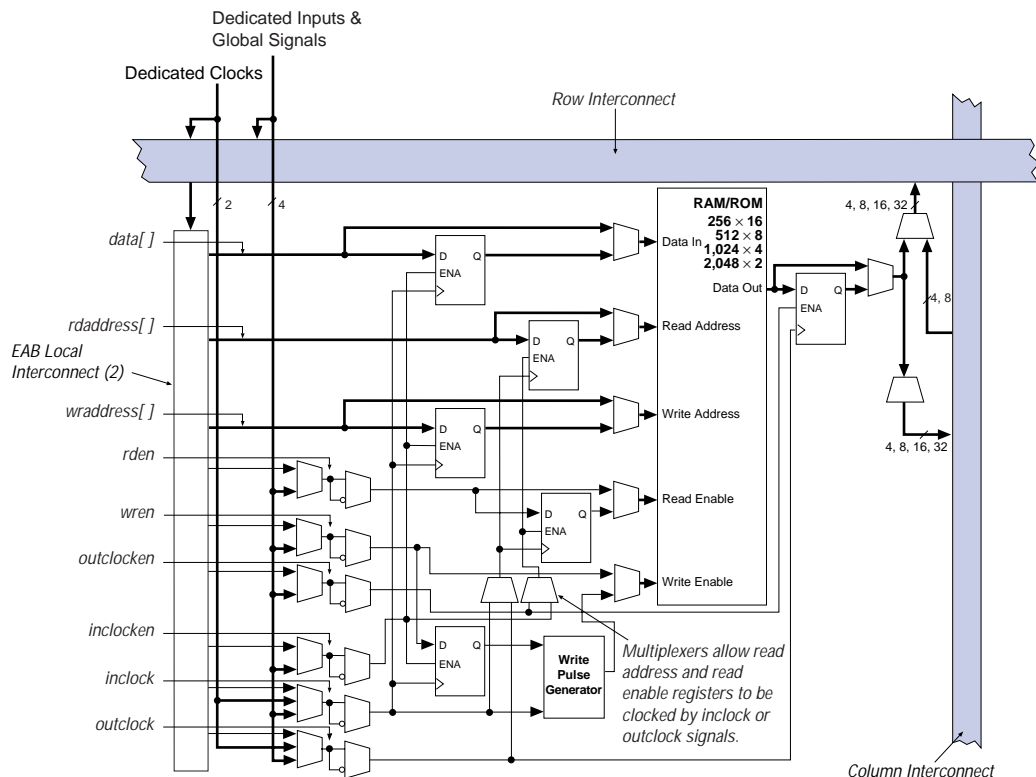 Dedicated Inputs &
Global Signals
Dedicated Clocks
Row Interconnect
2
4
4, 8, 16, 32
RAM/ROM
256 × 16
512 × 8
1,024 × 4
2,048 × 2
data[ ]
D
Q
ENA
Data In
Data Out
D
Q
ENA
4, 8
rdaddress[ ]
D
Q
ENA
Read Address
EAB Local
Interconnect (2)
wraddress[ ]
D
Q
ENA
Write Address
4, 8, 16, 32
rden
D
Q
ENA
Read Enable
wren
outclocken
Write Enable
inclocken
D
Q
ENA
Write
Pulse
Generator
Multiplexers allow read
address and read
enable registers to be
clocked by inclock or
outclock signals.
inclock
outclock
Column Interconnect